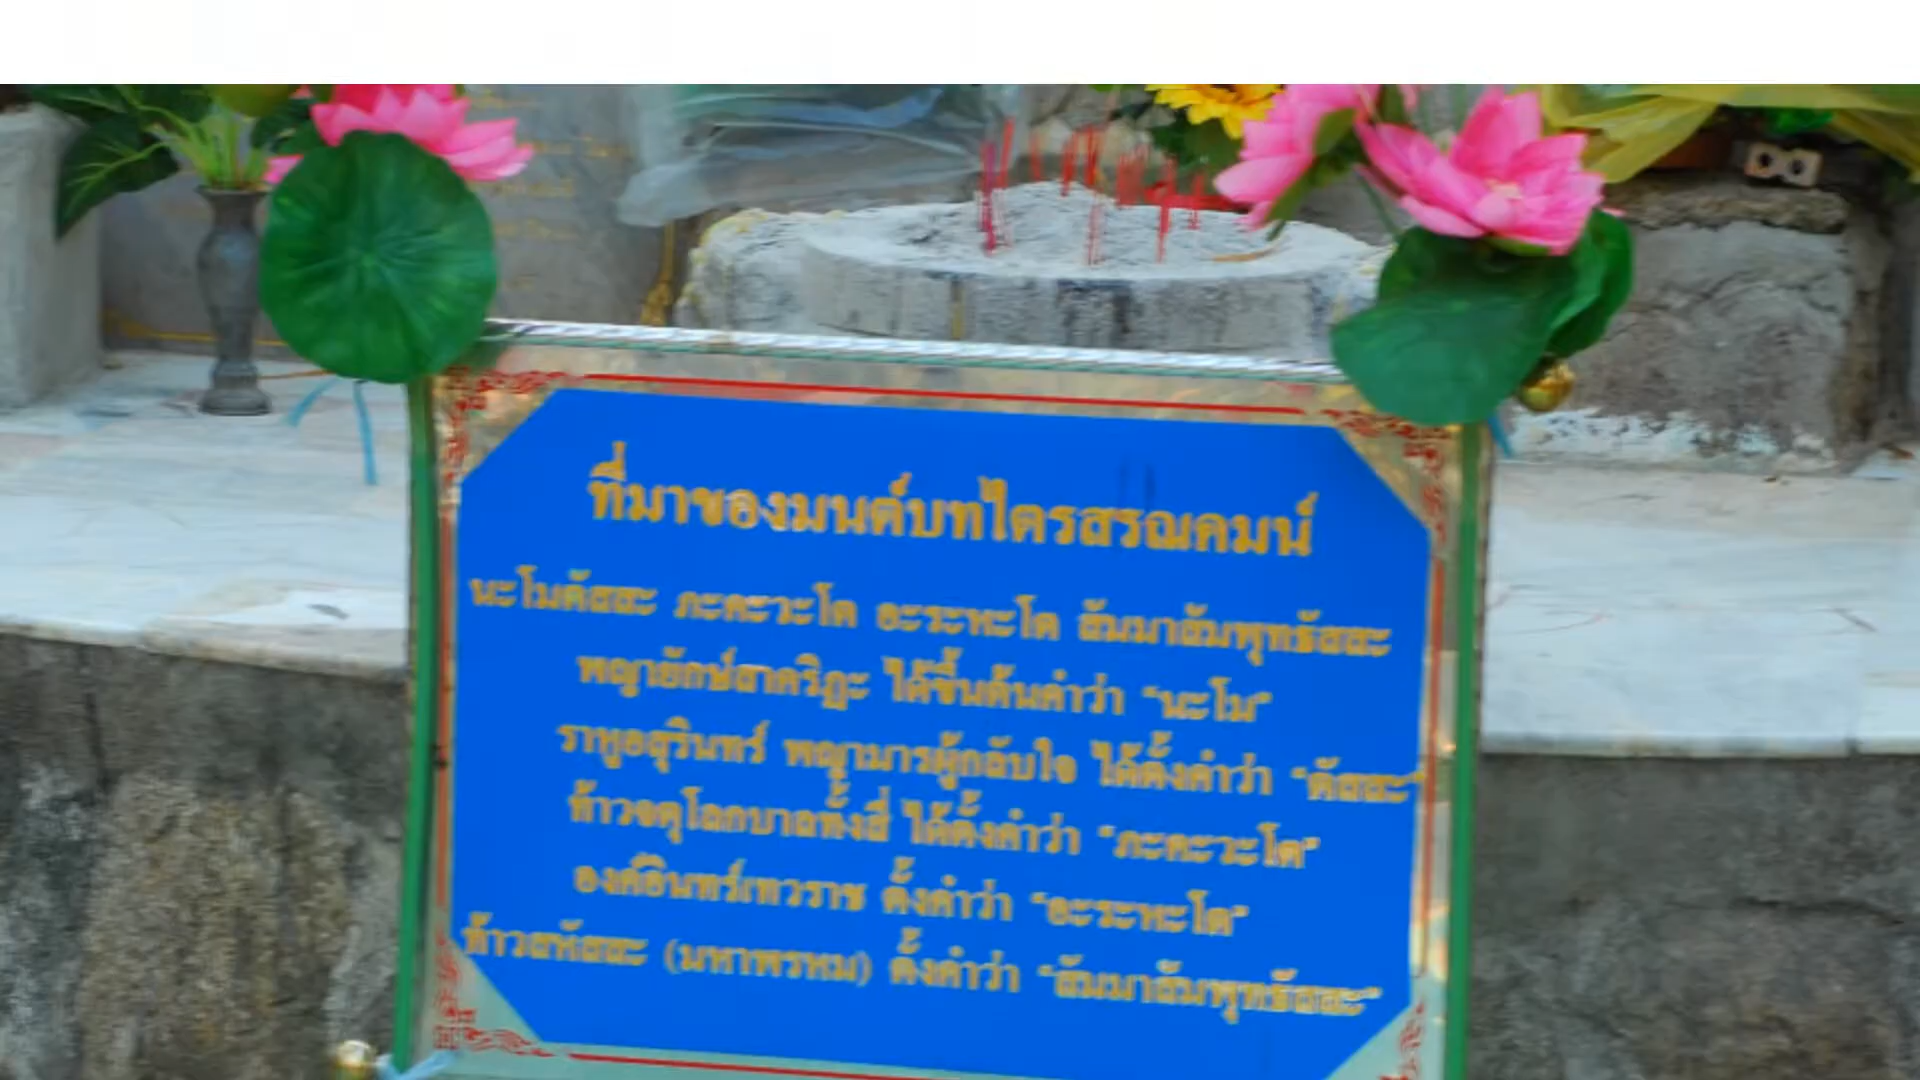 ที่มาของมนต์บทไตรสรณคมน์
นะโมตัสสะ ภะคะวะโต อะระหะโต สัมมาสัมพุทธัสสะ
พญายักษ์สาตาริฏะ ได้ขึ้นต้นคำว่า "นะโม"
ราหูอสุรินทร์ พญามารผู้กลับใจ ได้ตั้งคำว่า "ตัสสะ"
ท้าวจตุโลกบาลทั้งสี่ ได้ตั้งคำว่า "ภะคะวะโต"
องค์อินทร์เทวราช ตั้งคำว่า "อะระหะโต"
ท้าวสหัสสะ (มหาพรหม) ตั้งคำว่า "สัมมาสัมพุทธัสสะ"